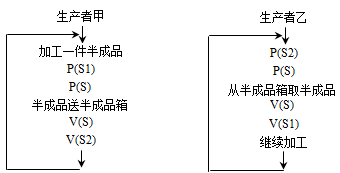 生产者甲
加工一件半成品
P(S1)
P(S)
半成品送半成品箱
V(S)
V(S2)
生产者乙
P(S2)
P(S)
从半成品箱取半成品
V(S)
V(S1)
继续加工